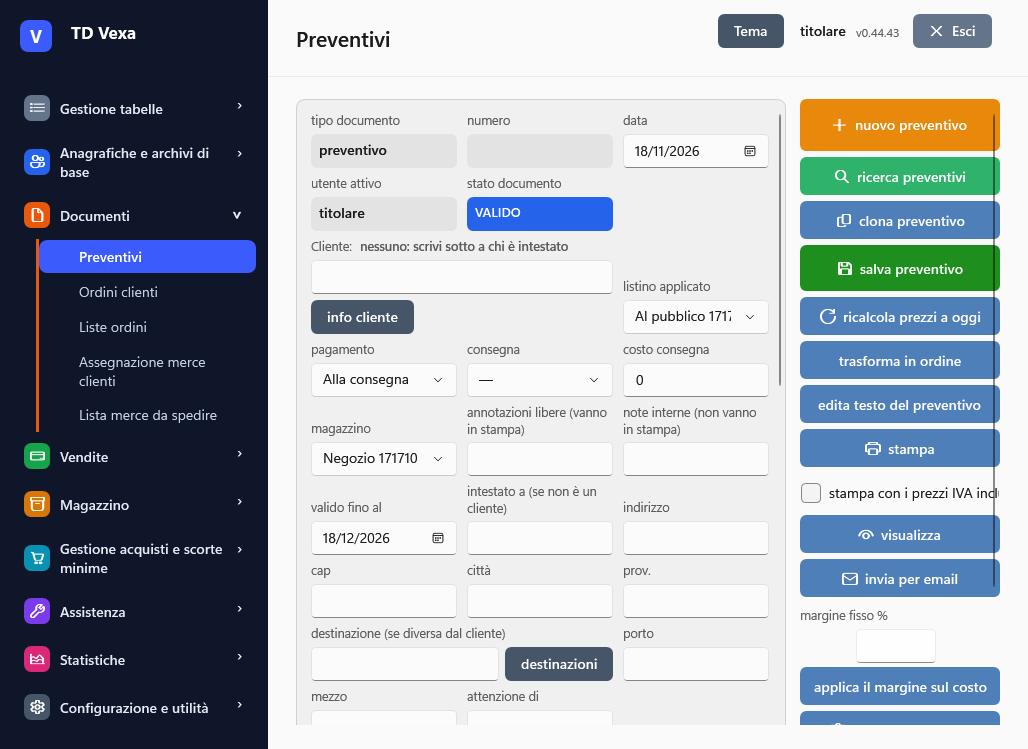 V
TD Vexa
Gestione tabelle
Anagrafiche e archivi di
base
Documenti
Preventivi
Ordini clienti
Liste ordini
Assegnazione merce
clienti
Lista merce da spedire
Vendite
Magazzino
Gestione acquisti e scorte
minime
Assistenza
Statistiche
Configurazione e utilità
Preventivi
Tema
titolare
v0.44.43
Esci
tipo documento
numero
data
preventivo
18/11/2026
utente attivo
stato documento
titolare
VALIDO
Cliente: nessuno: scrivi sotto a chi è intestato
listino applicato
info cliente
Al pubblico 1717
pagamento
consegna
costo consegna
Alla consegna
—
0
magazzino
annotazioni libere (vanno
in stampa)
note interne (non vanno
in stampa)
Negozio 171710
valido fino al
intestato a (se non è un
cliente)
indirizzo
18/12/2026
cap
città
prov.
destinazione (se diversa dal cliente)
porto
destinazioni
mezzo
attenzione di
nuovo preventivo
ricerca preventivi
clona preventivo
salva preventivo
ricalcola prezzi a oggi
trasforma in ordine
edita testo del preventivo
stampa
stampa con i prezzi IVA incl
visualizza
invia per email
margine fisso %
applica il margine sul costo